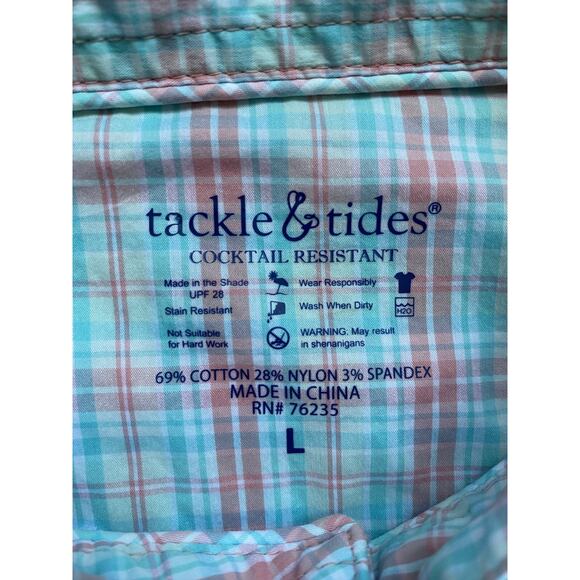 tackle & tides®
COCKTAIL RESISTANT
Made in the Shade
UPF 28
Wear Responsibly
Stain Resistant
Wash When Dirty
H2O
Not Suitable
for Hard Work
WARNING: May result
in shenanigans
69% COTTON 28% NYLON 3% SPANDEX
MADE IN CHINA
RN# 76235
L